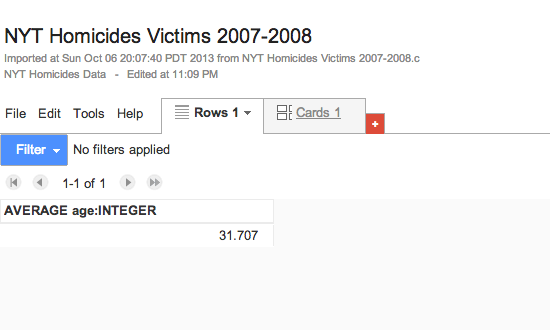 NYT Homicides Victims 2007-2008
Imported at Sun Oct 06 20:07:40 PDT 2013 from NYT Homicides Victims 2007-2008.c
NYT Homicides Data - Edited at 11:09 PM
File Edit Tools Help Rows 1 Cards 1 +
Filter No filters applied
1-1 of 1
AVERAGE age:INTEGER
31.707